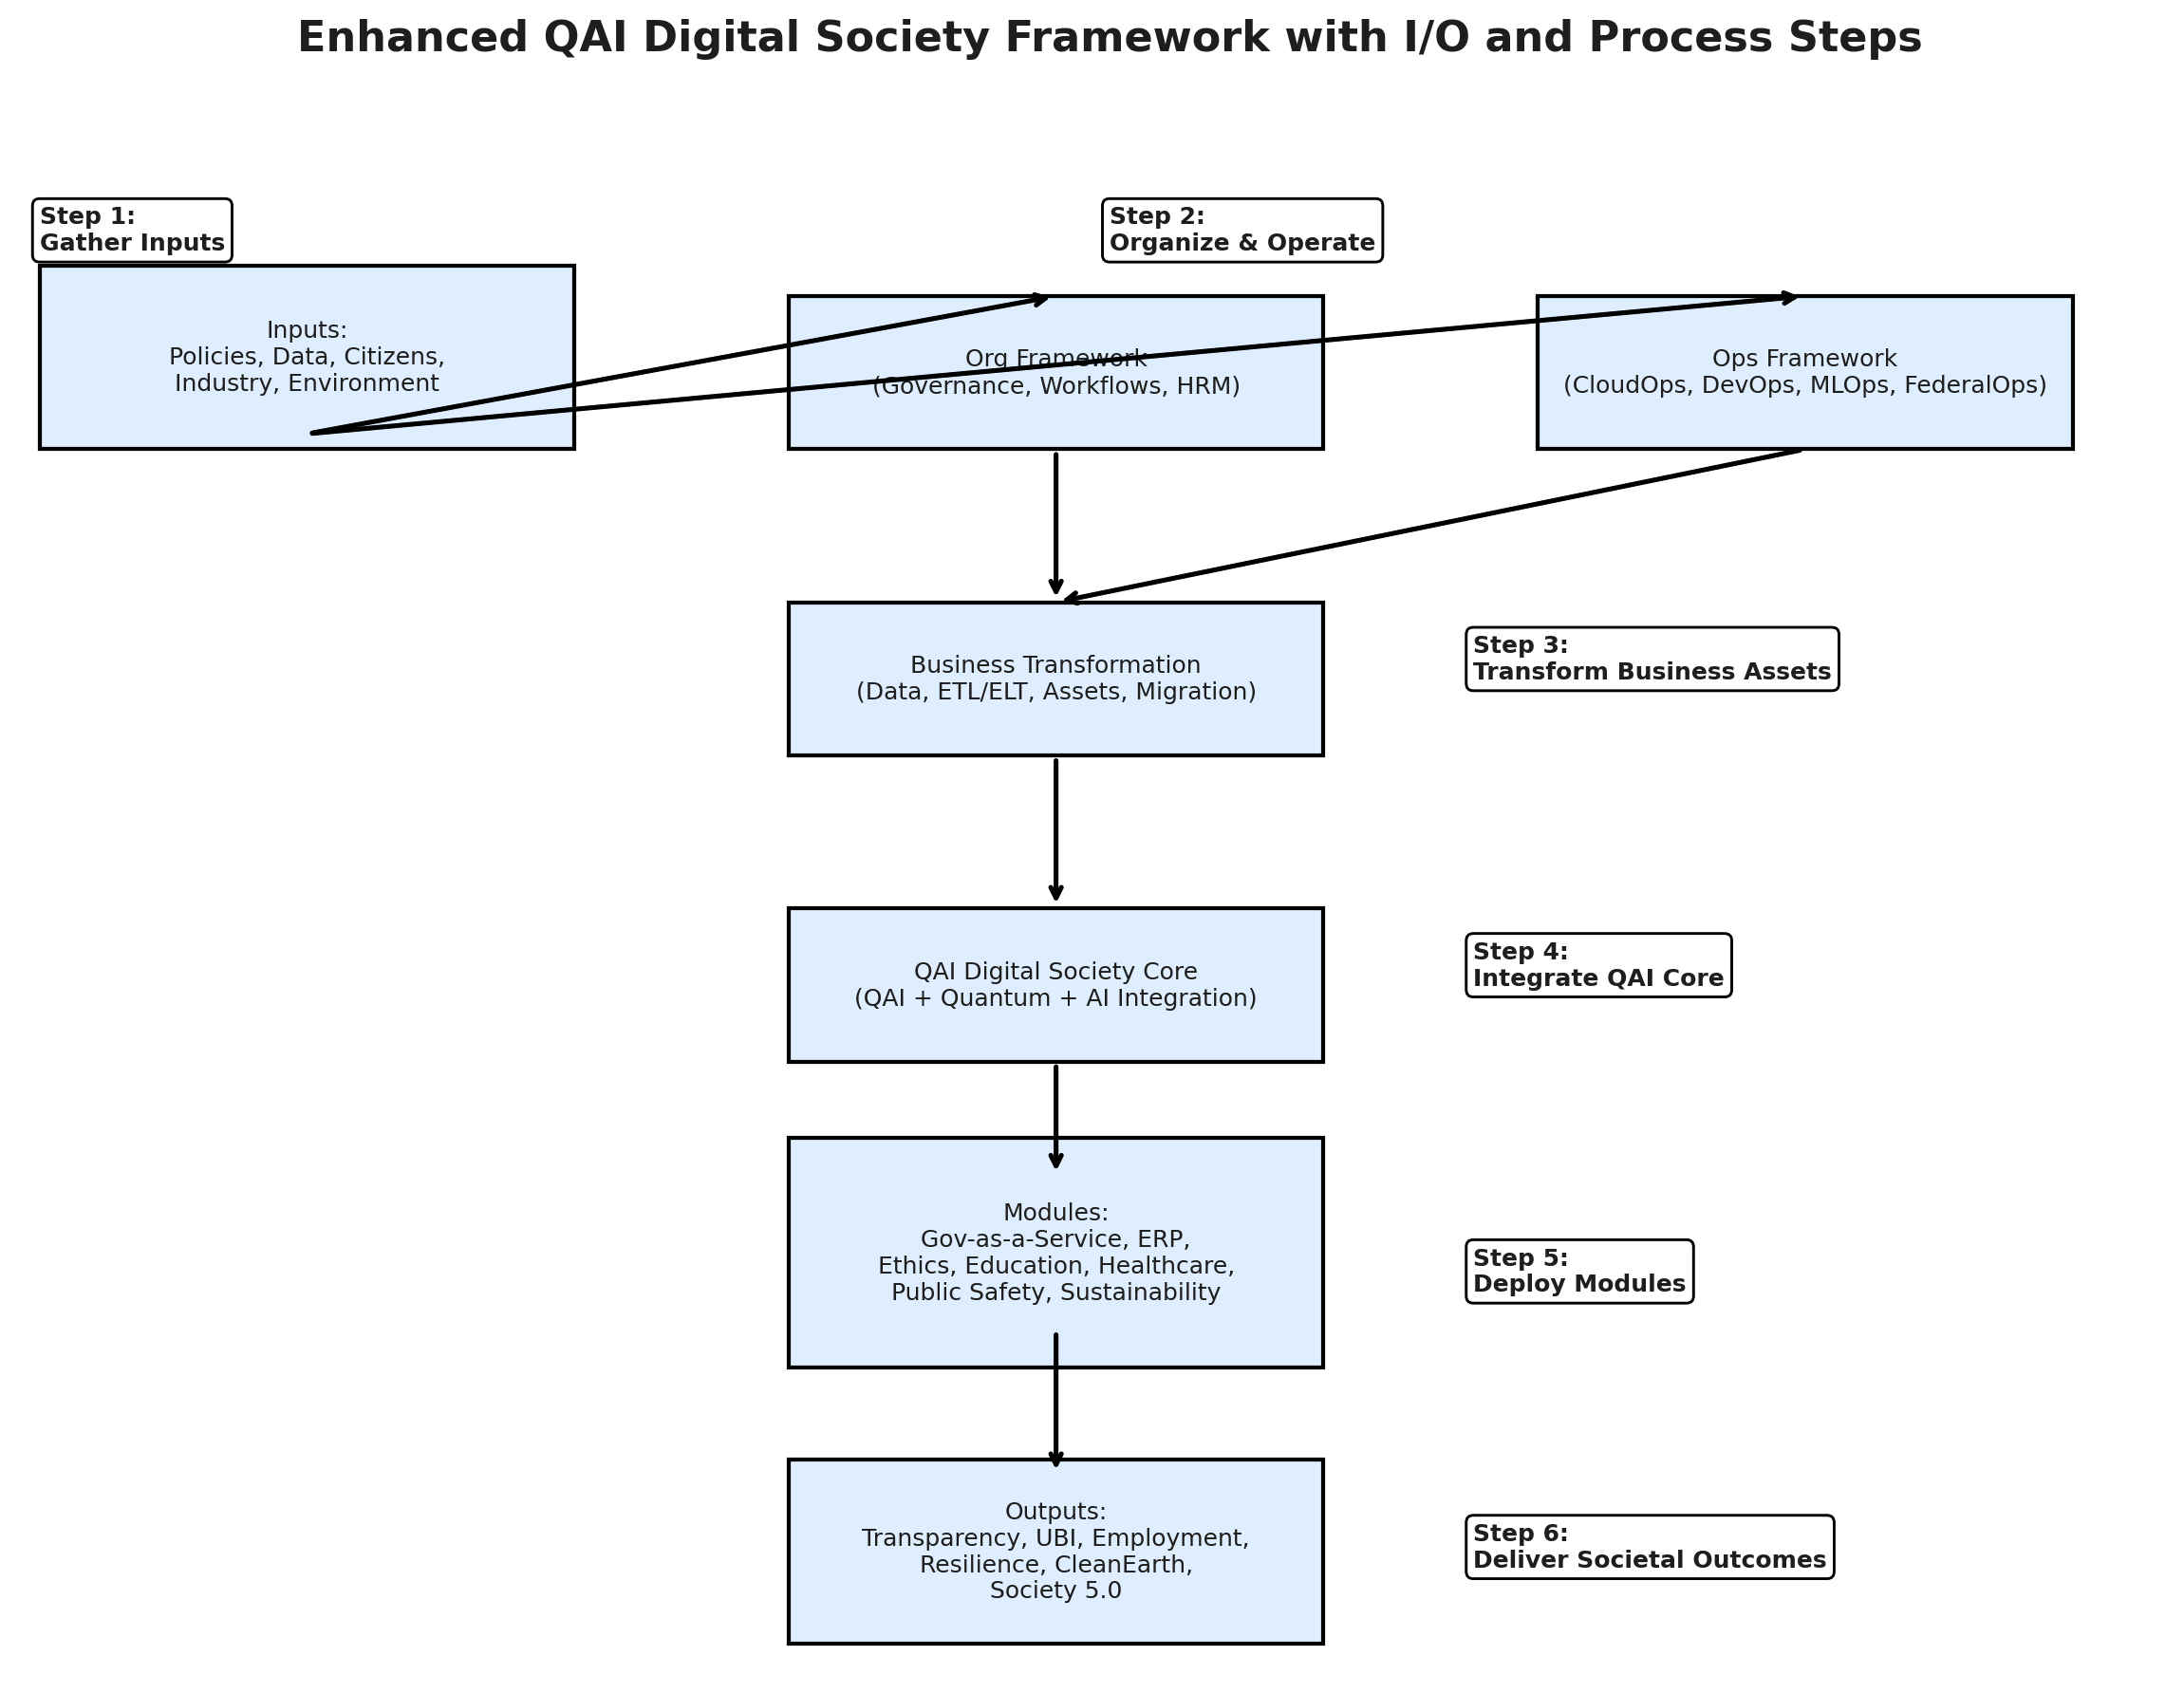 Enhanced QAI Digital Society Framework with I/O and Process Steps
Step 1:
Gather Inputs
Step 2:
Organize & Operate
Inputs:
Policies, Data, Citizens,
Industry, Environment
Org Framework
(Governance, Workflows, HRM)
Ops Framework
(CloudOps, DevOps, MLOps, FederalOps)
Business Transformation
(Data, ETL/ELT, Assets, Migration)
Step 3:
Transform Business Assets
QAI Digital Society Core
(QAI + Quantum + AI Integration)
Step 4:
Integrate QAI Core
Modules:
Gov-as-a-Service, ERP,
Ethics, Education, Healthcare,
Public Safety, Sustainability
Step 5:
Deploy Modules
Outputs:
Transparency, UBI, Employment,
Resilience, CleanEarth,
Society 5.0
Step 6:
Deliver Societal Outcomes